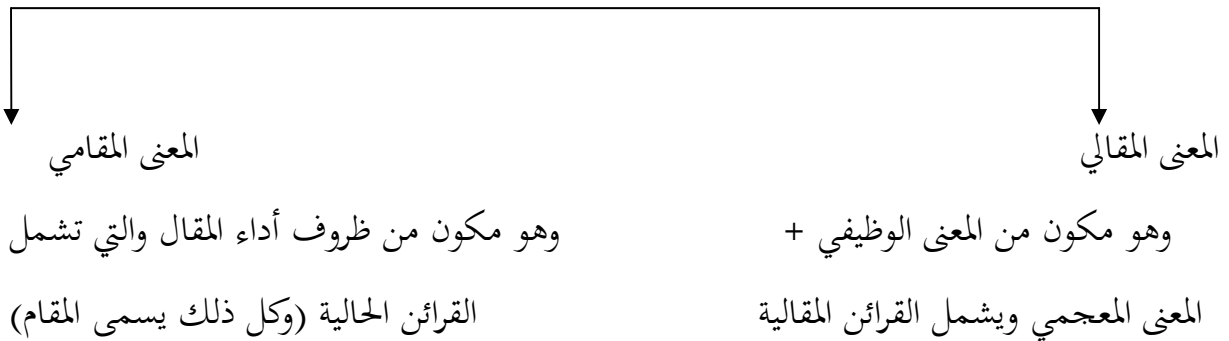 المعنى المقالي المعنى المقامي
وهو مكون من المعنى الوظيفي + وهو مكون من ظروف أداء المقال والتي تشمل
المعنى المعجمي ويشمل القرائن المقالية القرائن الحالية (وكل ذلك يسمى المقام)